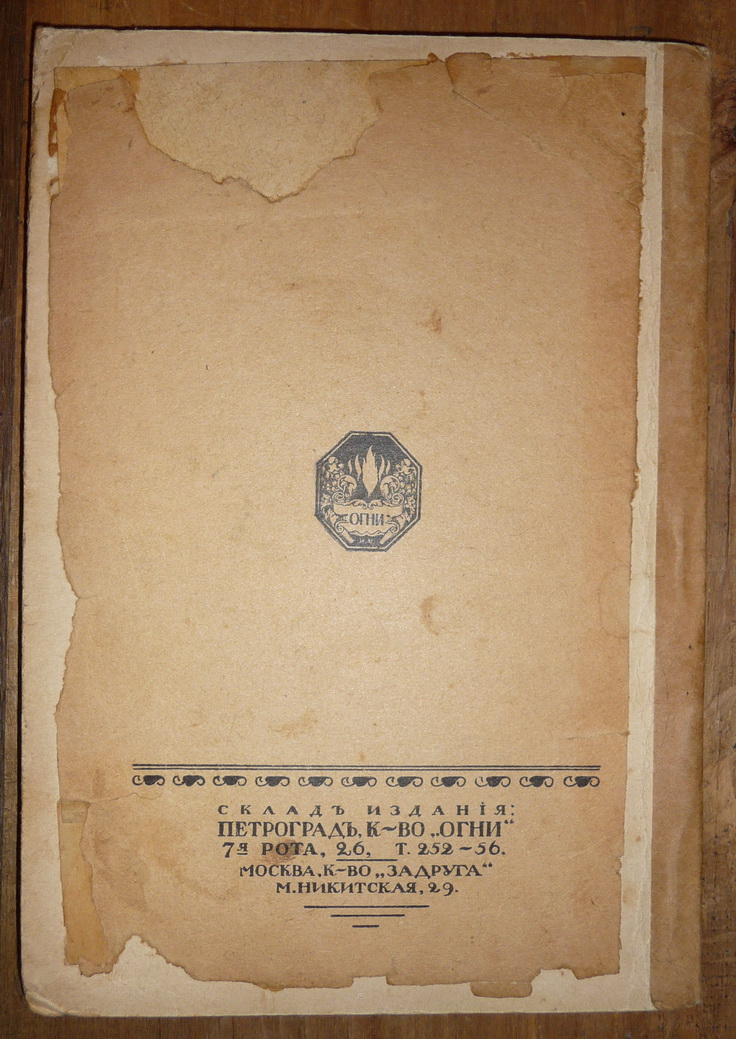 ОГНИ
СКЛАДЪ ИЗДАНІЯ:
ПЕТРОГРАДЪ, К~ВО „ОГНИ“
7я РОТА, 26, Т. 252–56.
МОСКВА, К~ВО „ЗАДРУГА“
М. НИКИТСКАЯ, 29.